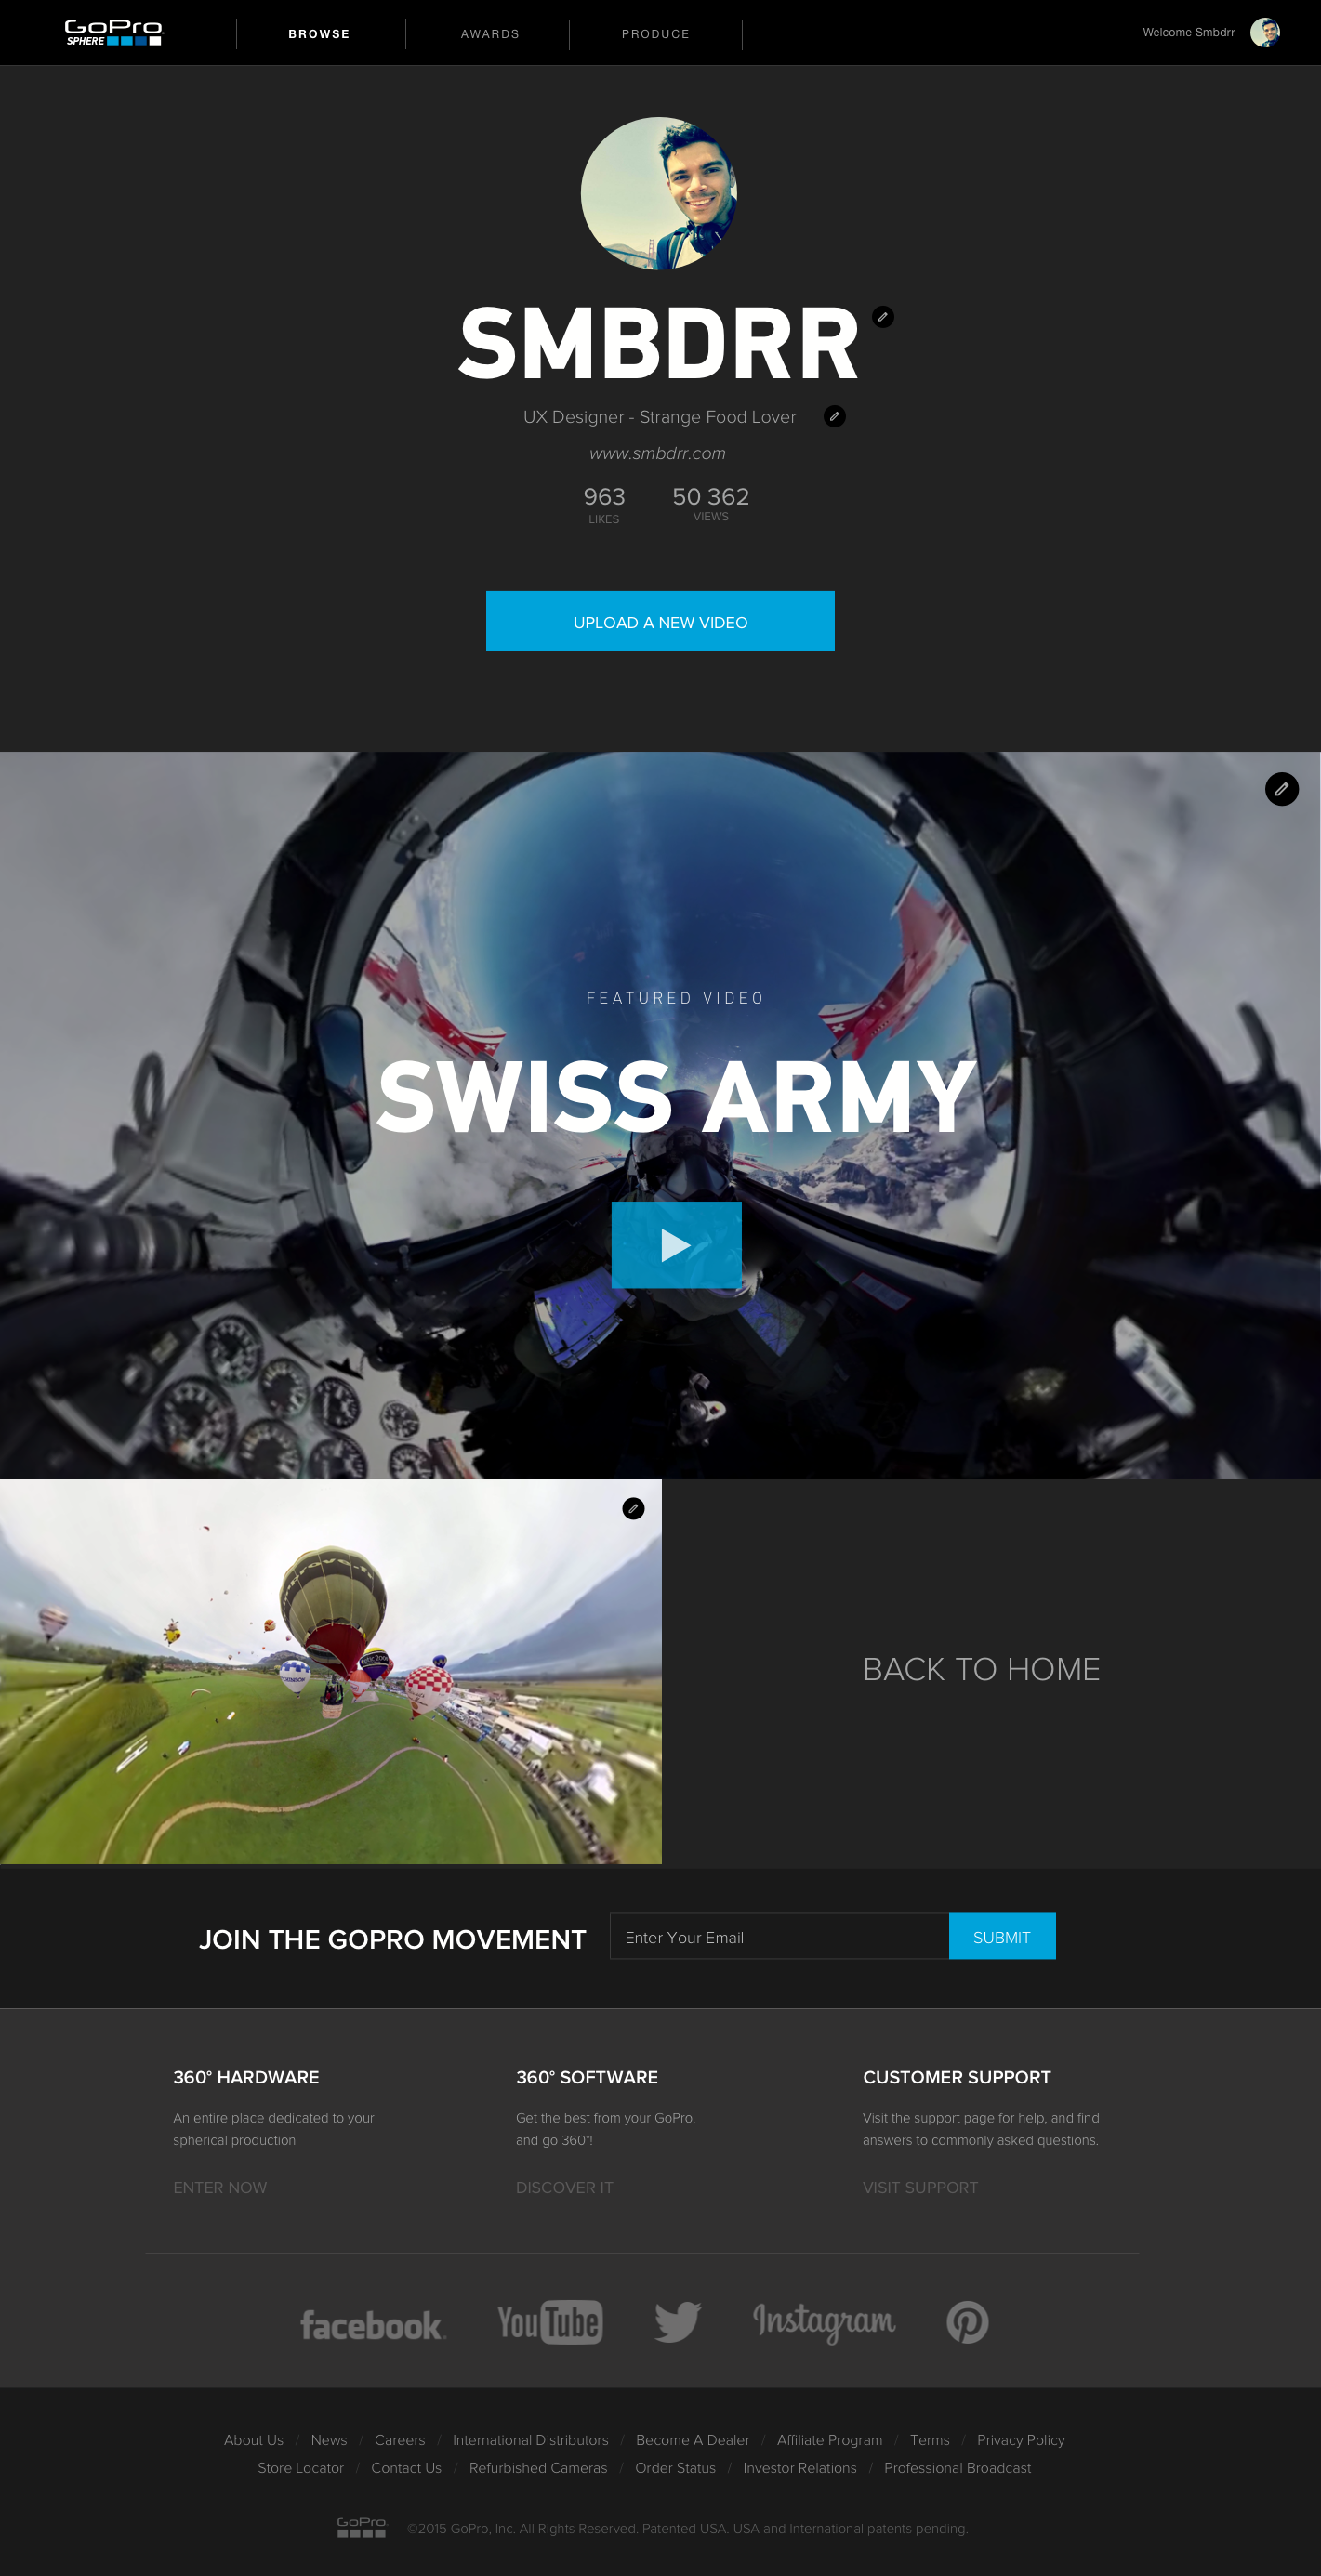 GoPro
SPHERE
BROWSE
AWARDS
PRODUCE
Welcome Smbdrr
SMBDRR
UX Designer - Strange Food Lover
www.smbdrr.com
963
50 362
LIKES
VIEWS
UPLOAD A NEW VIDEO
FEATURED VIDEO
SWISS ARMY
BACK TO HOME
JOIN THE GOPRO MOVEMENT
Enter Your Email
SUBMIT
360° HARDWARE
An entire place dedicated to your
spherical production
ENTER NOW
360° SOFTWARE
Get the best from your GoPro,
and go 360°!
DISCOVER IT
CUSTOMER SUPPORT
Visit the support page for help, and find
answers to commonly asked questions.
VISIT SUPPORT
facebook.
YouTube
Instagram
About Us / News / Careers / International Distributors / Become A Dealer / Affiliate Program / Terms / Privacy Policy
Store Locator / Contact Us / Refurbished Cameras / Order Status / Investor Relations / Professional Broadcast
GoPro
©2015 GoPro, Inc. All Rights Reserved. Patented USA. USA and International patents pending.